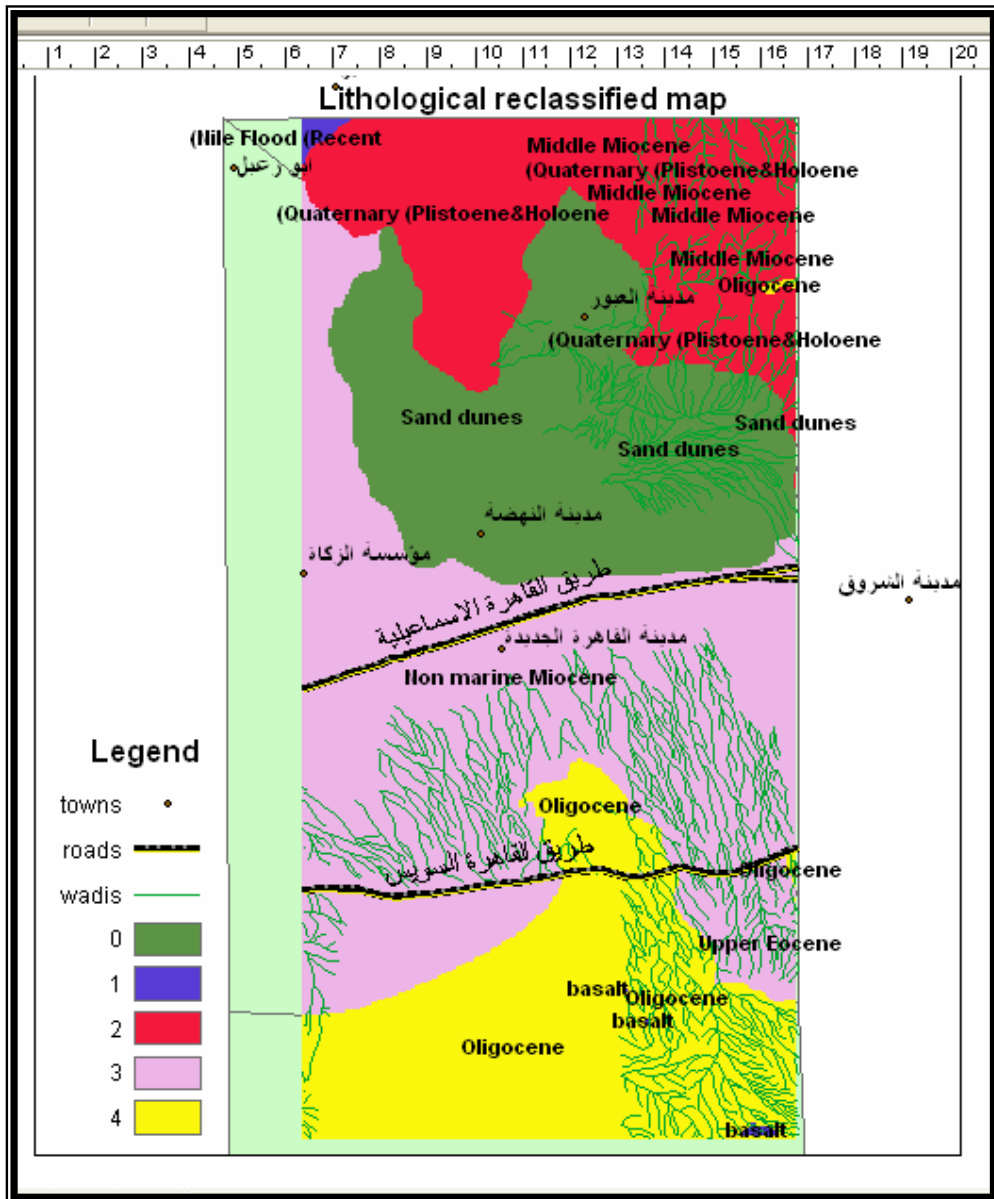 1 2 3 4 5 6 7 8 9 10 11 12 13 14 15 16 17 18 19 20
Lithological reclassified map
(Nile Flood (Recent
ابو زعبل
Middle Miocene
(Quaternary (Plistoene&Holoene
Middle Miocene
(Quaternary (Plistoene&Holoene
Middle Miocene
Middle Miocene
Oligocene
مدينة العبور
(Quaternary (Plistoene&Holoene
Sand dunes
Sand dunes
Sand dunes
مدينة النهضة
مؤسسة الزكاة
طريق القاهرة الاسماعيلية
مدينة الشروق
مدينة القاهرة الجديدة
Non marine Miocene
Oligocene
طريق القاهرة السويس
Oligocene
Upper Eocene
basalt
Oligocene
basalt
Oligocene
basalt
Legend
towns
roads
wadis
0
1
2
3
4